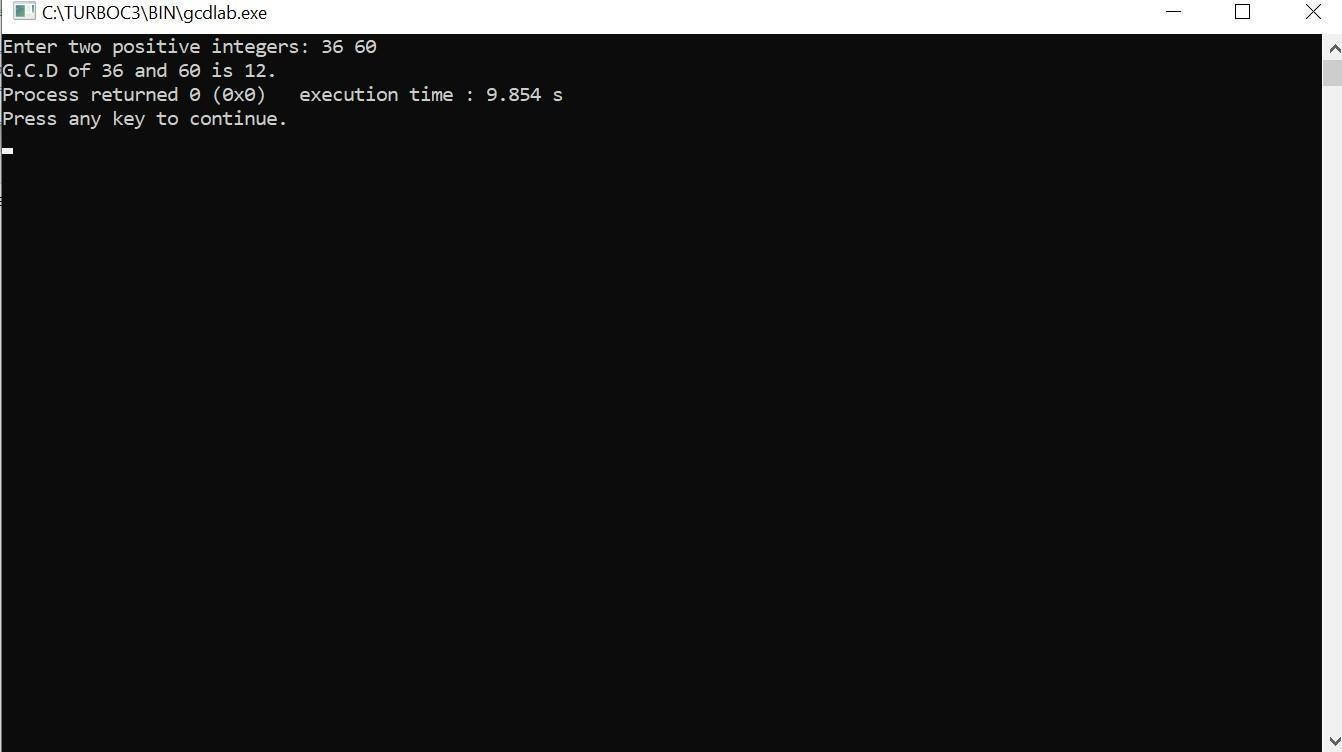 C:\TURBOC3\BIN\gcdlab.exe
Enter two positive integers: 36 60
G.C.D of 36 and 60 is 12.
Process returned 0 (0x0)   execution time : 9.854 s
Press any key to continue.